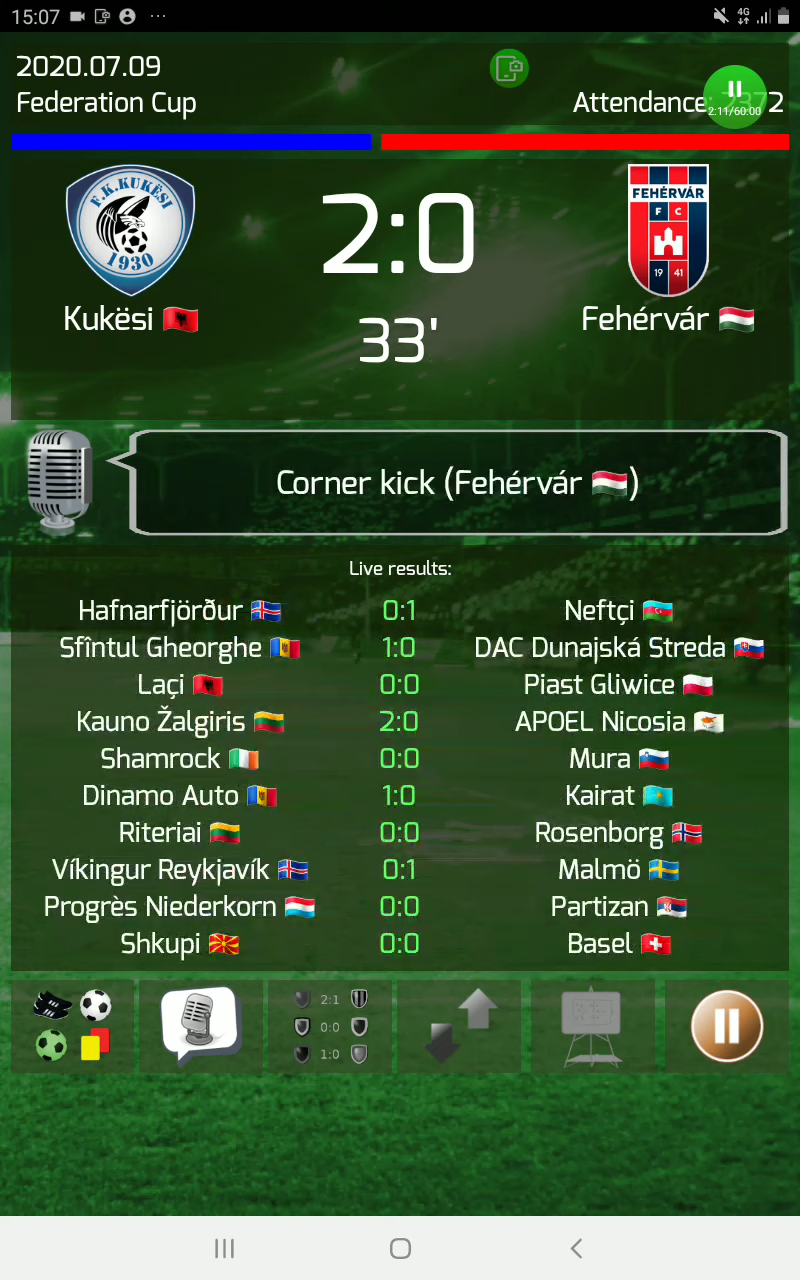 15:07 4G
2020.07.09
Federation Cup
Attendance: 2372
2:11/60:00
F.K.KUKËSI
1930
2:0
FEHÉRVÁR
F C
19 41
Kukësi
Fehérvár
33'
Corner kick (Fehérvár)
Live results:
Hafnarfjörður 0:1 Neftçi
Sfîntul Gheorghe 1:0 DAC Dunajská Streda
Laçi 0:0 Piast Gliwice
Kauno Žalgiris 2:0 APOEL Nicosia
Shamrock 0:0 Mura
Dinamo Auto 1:0 Kairat
Riteriai 0:0 Rosenborg
Víkingur Reykjavík 0:1 Malmö
Progrès Niederkorn 0:0 Partizan
Shkupi 0:0 Basel
2:1
0:0
1:0